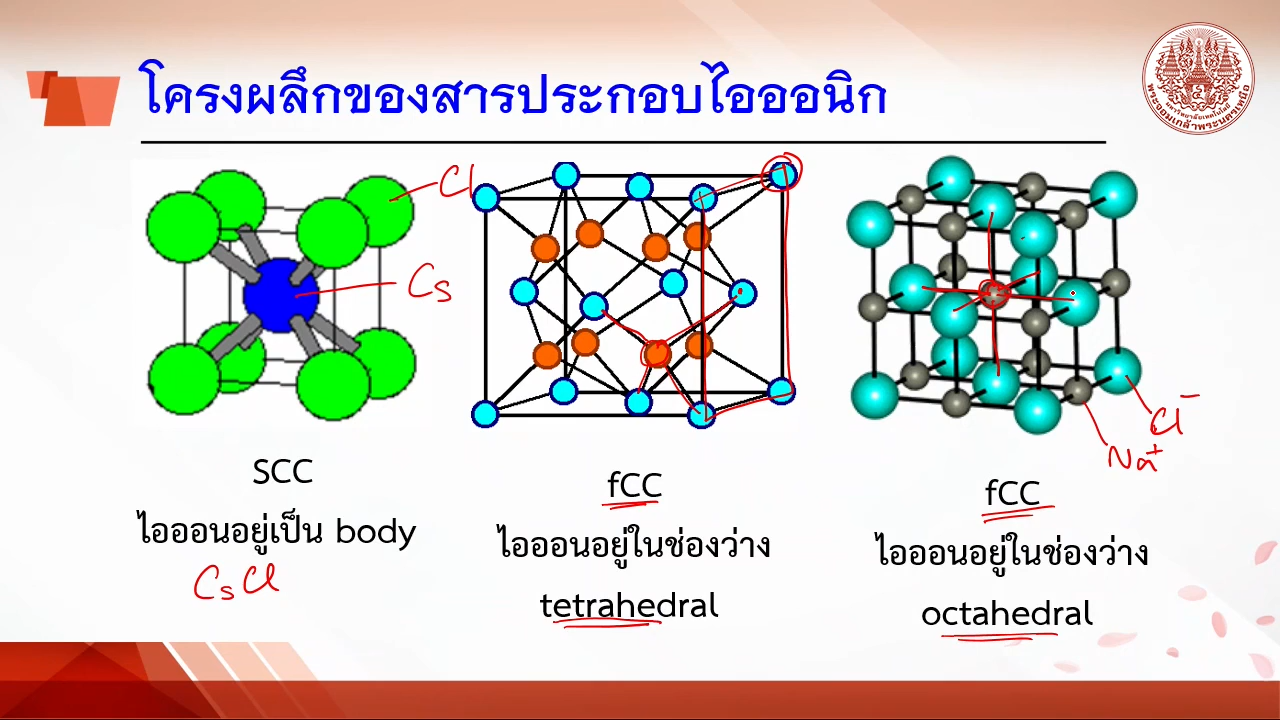 โครงผลึกของสารประกอบไอออนิก
Cl
Cs
SCC
ไอออนอยู่เป็น body
CsCl
fCC
ไอออนอยู่ในช่องว่าง
tetrahedral
Cl⁻
Na⁺
fCC
ไอออนอยู่ในช่องว่าง
octahedral